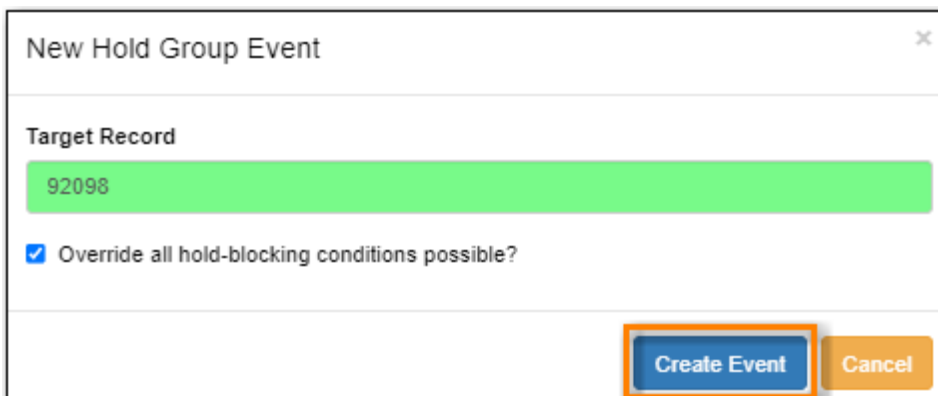 New Hold Group Event
×
Target Record
92098
Override all hold-blocking conditions possible?
Create Event Cancel